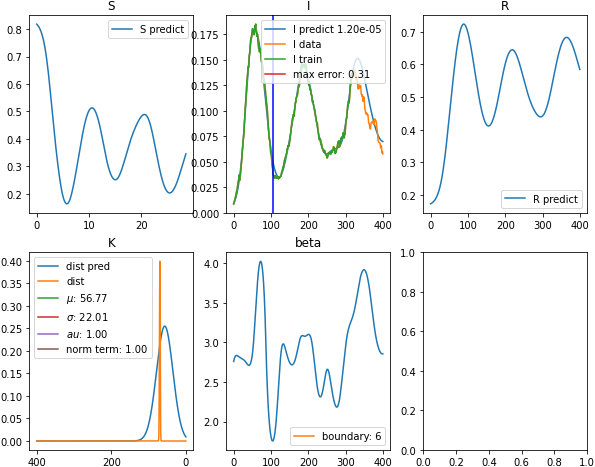 S
S predict
0.8
0.7
0.6
0.5
0.4
0.3
0.2
0 10 20
I
I predict 1.20e-05
I data
I train
max error: 0.31
0.175
0.150
0.125
0.100
0.075
0.050
0.025
0.000
0 100 200 300 400
R
R predict
0.7
0.6
0.5
0.4
0.3
0.2
0 100 200 300 400
K
dist pred
dist
μ: 56.77
σ: 22.01
au: 1.00
norm term: 1.00
0.40
0.35
0.30
0.25
0.20
0.15
0.10
0.05
0.00
400 200 0
beta
boundary: 6
4.0
3.5
3.0
2.5
2.0
0 100 200 300 400
1.0
0.8
0.6
0.4
0.2
0.0
0.0 0.2 0.4 0.6 0.8 1.0